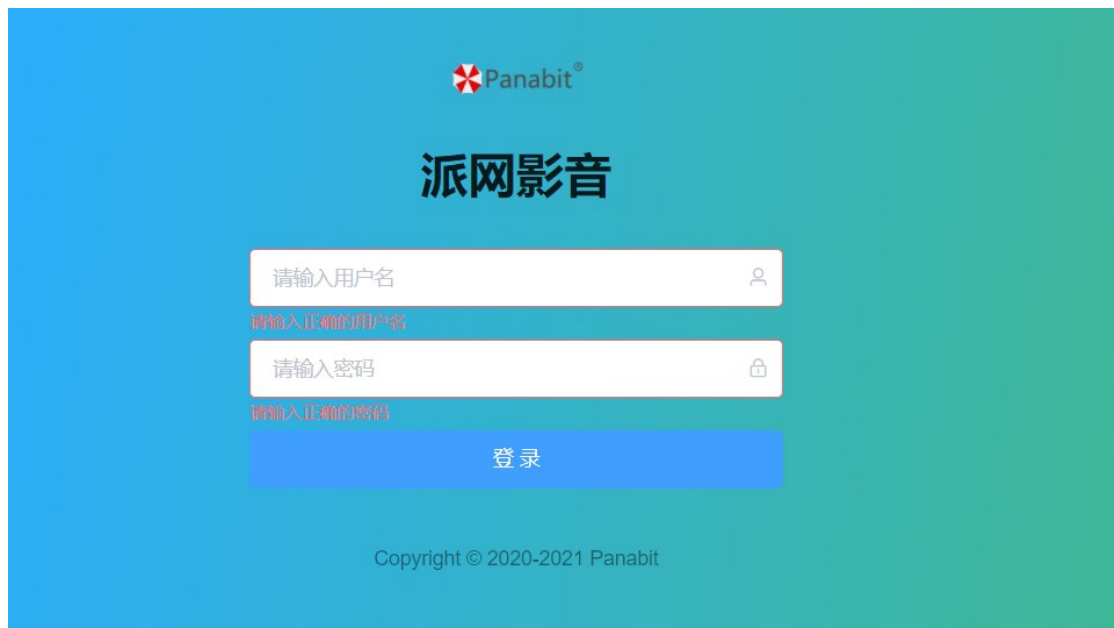 Panabit®
派网影音
请输入用户名
请输入正确的用户名
请输入密码
请输入正确的密码
登录
Copyright © 2020-2021 Panabit